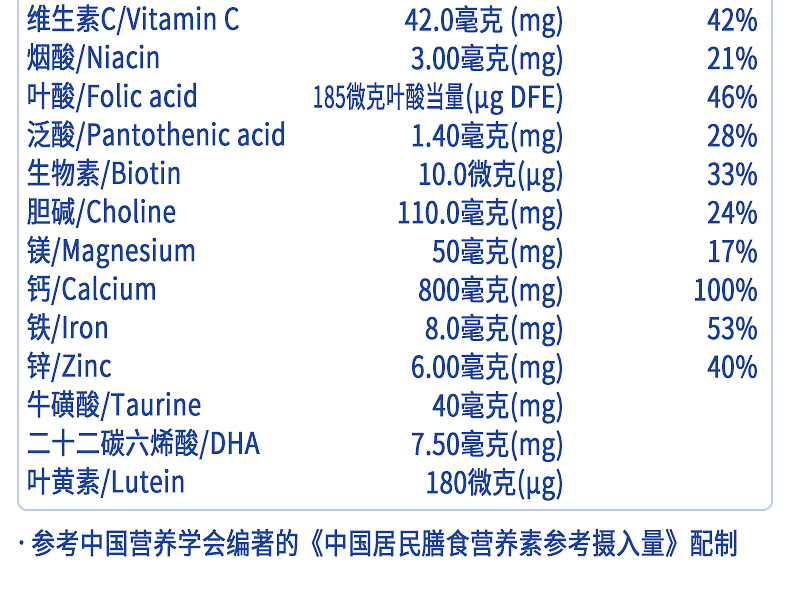 维生素C/Vitamin C 42.0毫克 (mg) 42%
烟酸/Niacin 3.00毫克(mg) 21%
叶酸/Folic acid 185微克叶酸当量(μg DFE) 46%
泛酸/Pantothenic acid 1.40毫克(mg) 28%
生物素/Biotin 10.0微克(μg) 33%
胆碱/Choline 110.0毫克(mg) 24%
镁/Magnesium 50毫克(mg) 17%
钙/Calcium 800毫克(mg) 100%
铁/Iron 8.0毫克(mg) 53%
锌/Zinc 6.00毫克(mg) 40%
牛磺酸/Taurine 40毫克(mg)
二十二碳六烯酸/DHA 7.50毫克(mg)
叶黄素/Lutein 180微克(μg)
·参考中国营养学会编著的《中国居民膳食营养素参考摄入量》配制